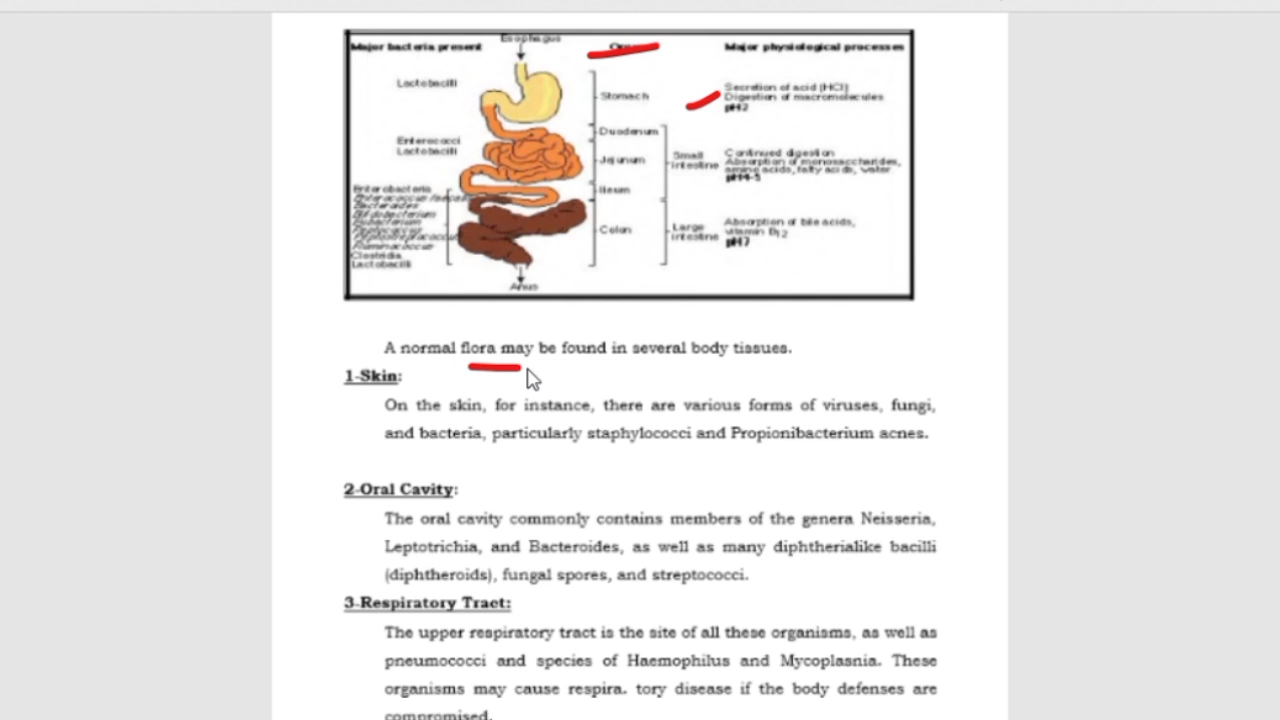 Esophagus
Major bacteria present
Major physiological processes
Lactobacilli
Stomach
Secretion of acid (HCl)
Digestion of macromolecules
pH2
Enterococci
Lactobacilli
Duodenum
Jejunum
Ileum
Small
intestine
Continued digestion
Absorption of monosaccharides,
amino acids, fatty acids, water
pH4-5
Enterobacteria
Enterococcus
Bacteroides
Bifidobacterium
Clostridia
Lactobacilli
Colon
Large
intestine
Absorption of bile acids,
vitamin B12
pH7
Anus
A normal flora may be found in several body tissues.
1-Skin:
On the skin, for instance, there are various forms of viruses, fungi,
and bacteria, particularly staphylococci and Propionibacterium acnes.
2-Oral Cavity:
The oral cavity commonly contains members of the genera Neisseria,
Leptotrichia, and Bacteroides, as well as many diphtherialike bacilli
(diphtheroids), fungal spores, and streptococci.
3-Respiratory Tract:
The upper respiratory tract is the site of all these organisms, as well as
pneumococci and species of Haemophilus and Mycoplasnia. These
organisms may cause respira. tory disease if the body defenses are
compromised.